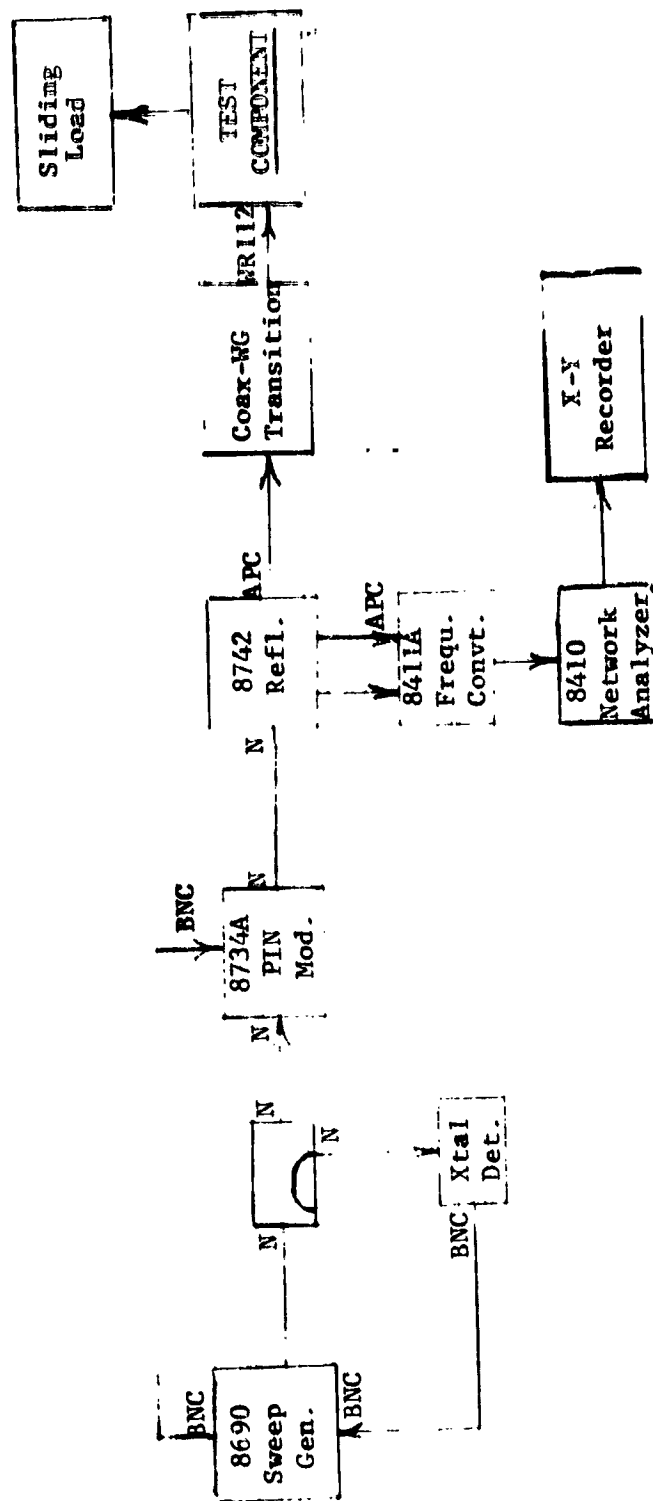 BNC
8690
Sweep
Gen.
BNC
N
N
N
BNC
Xtal
Det.
N
BNC
8734A
PIN
Mod.
N
N
8742
Refl.
APC
APC
8411A
Frequ.
Convt.
8410
Network
Analyzer
X-Y
Recorder
Coax-WG
Transition
WR112
TEST
COMPONENT
Sliding
Load